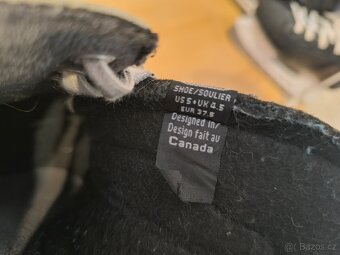 SHOE/SOULIER
US 5 • UK 4.5
EUR 37.5
Designed in/
Design fait au
Canada
Bazos.cz